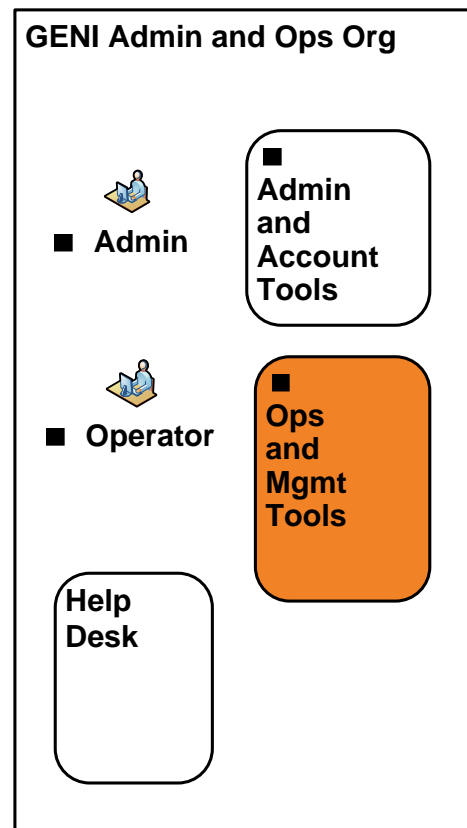 GENI Admin and Ops Org
■
Admin
and
Account
Tools
■ Admin
■
Ops
and
Mgmt
Tools
■ Operator
Help
Desk